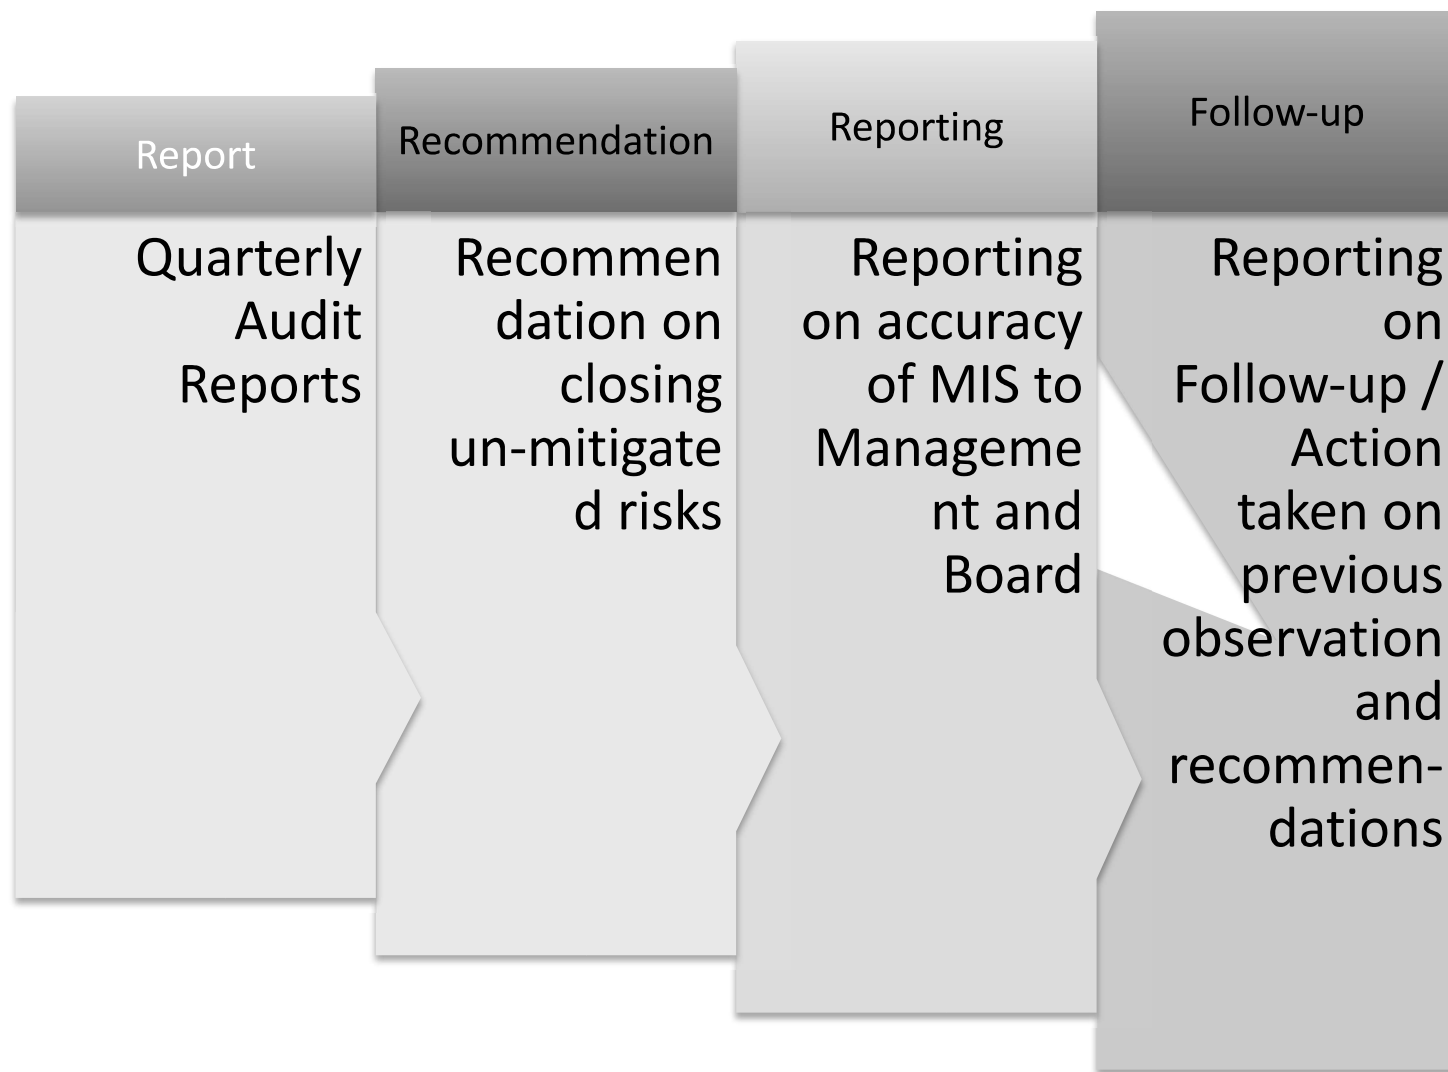 Report
Quarterly
Audit
Reports
Recommendation
Recommen
dation on
closing
un-mitigate
d risks
Reporting
Reporting
on accuracy
of MIS to
Manageme
nt and
Board
Follow-up
Reporting
on
Follow-up /
Action
taken on
previous
observation
and
recommen-
dations